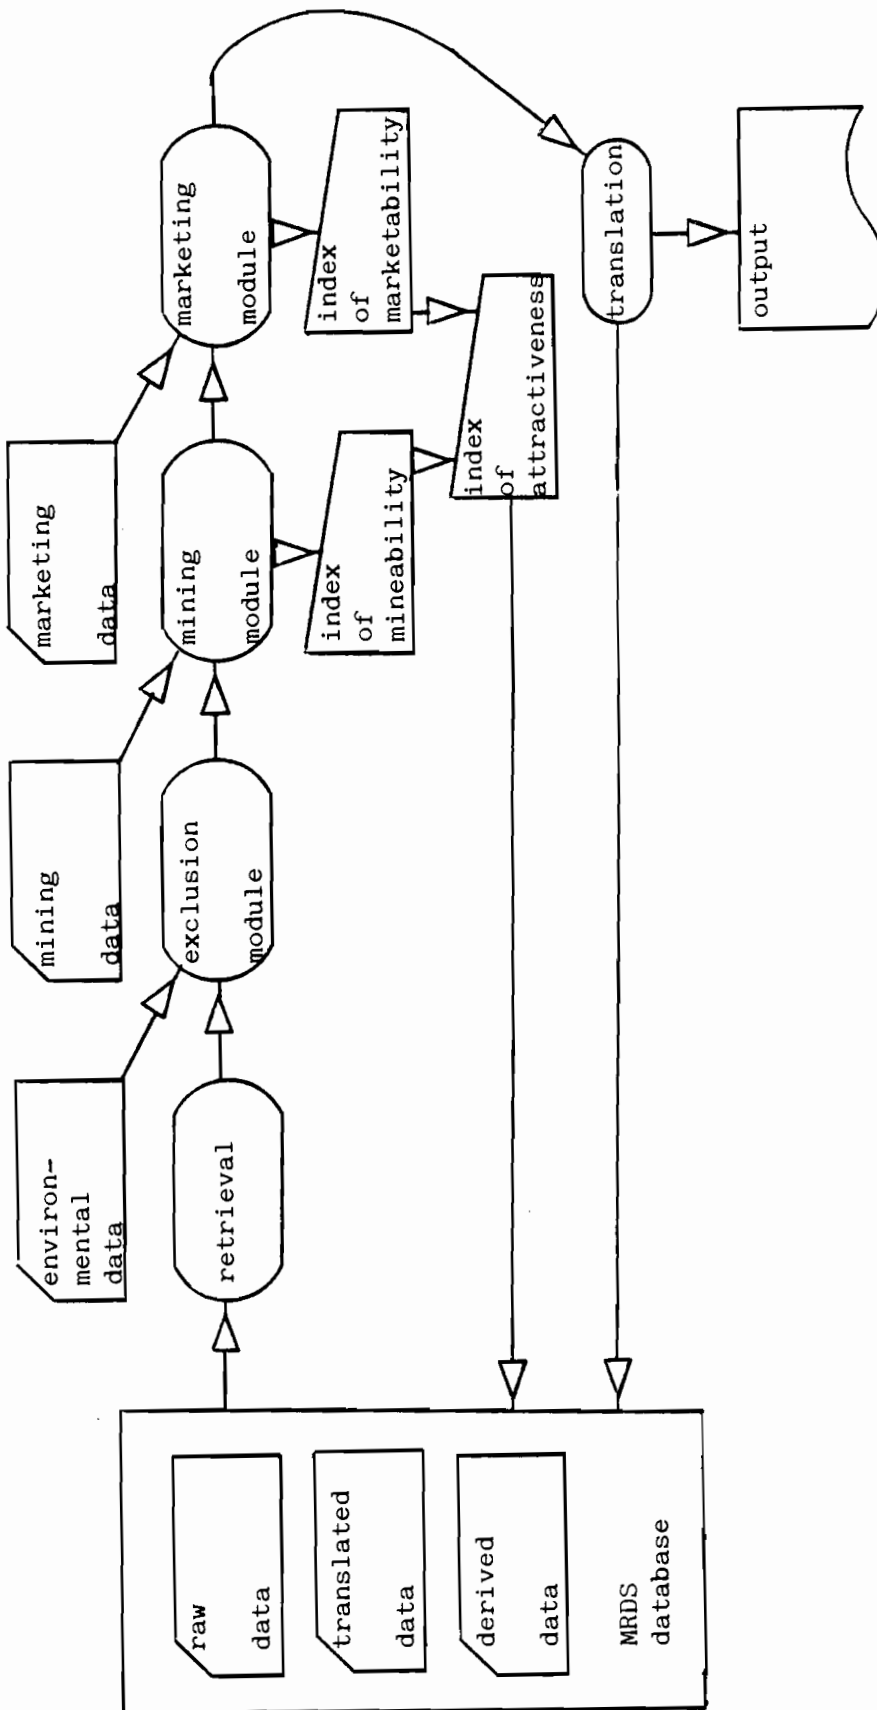 environ-
mental
data
mining
data
marketing
data
retrieval
exclusion
module
mining
module
marketing
module
index
of
mineability
index
of
marketability
index
of
attractiveness
translation
output
raw
data
translated
data
derived
data
MRDS
database